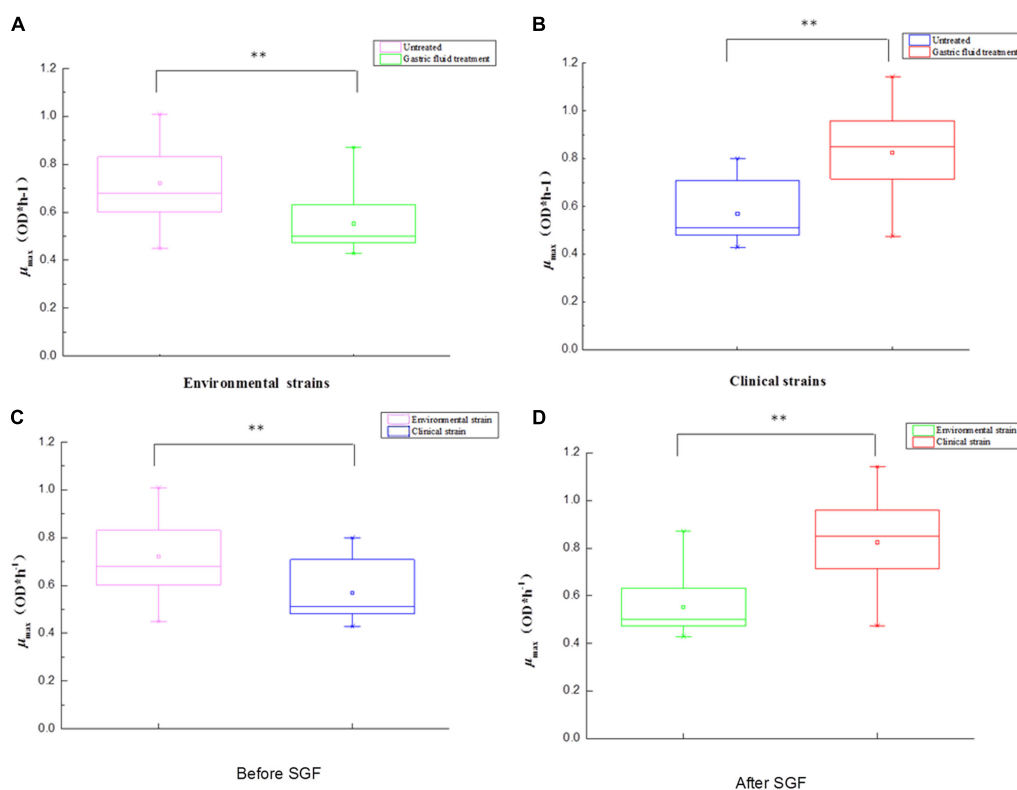 A
Untreated
Gastric fluid treatment
**
1.2
1.0
0.8
0.6
0.4
0.2
0.0
μmax (OD*h-1)
Environmental strains
B
Untreated
Gastric fluid treatment
**
1.2
1.0
0.8
0.6
0.4
0.2
0.0
μmax (OD*h-1)
Clinical strains
C
Environmental strain
Clinical strain
**
1.2
1.0
0.8
0.6
0.4
0.2
0.0
μmax (OD*h⁻¹)
Before SGF
D
Environmental strain
Clinical strain
**
1.2
1.0
0.8
0.6
0.4
0.2
0.0
μmax (OD*h⁻¹)
After SGF